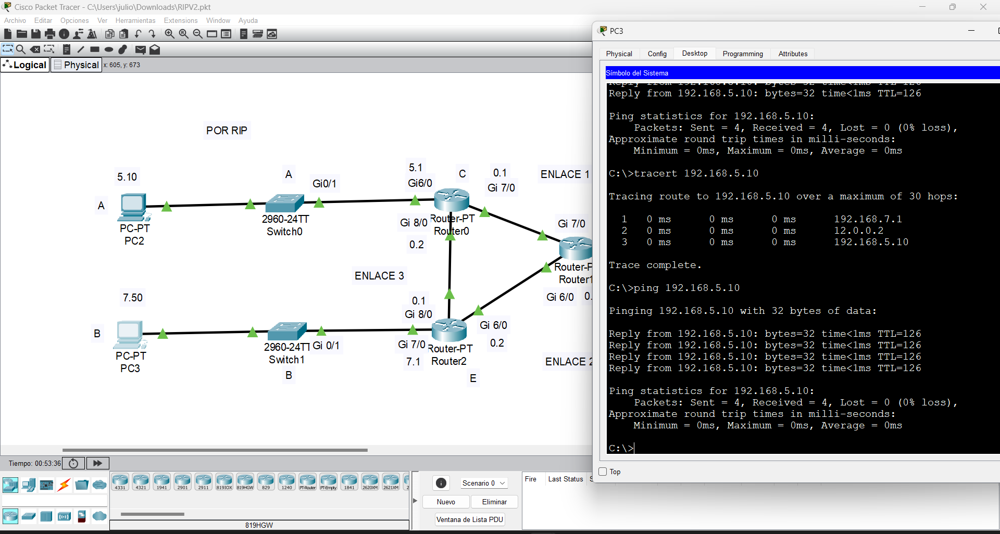 Cisco Packet Tracer - C:\Users\julio\Downloads\RIPV2.pkt
Archivo Editar Opciones Ver Herramientas Extensions Window Ayuda
Logical Physical x: 605, y: 673
POR RIP
5.10
A
Gi0/1
5.1
Gi6/0
C
0.1
Gi 7/0
ENLACE 1
A
PC-PT
PC2
2960-24TT
Switch0
Gi 8/0
Router-PT
Router0
Gi 7/0
0.2
ENLACE 3
Router-P
Router1
7.50
0.1
Gi 8/0
Gi 6/0
0.
B
Gi 6/0
PC-PT
PC3
2960-24TT
Switch1
Gi 0/1
B
Gi 7/0
7.1
Router-PT
Router2
0.2
E
ENLACE 2
PC3
Physical Config Desktop Programming Attributes
Símbolo del Sistema
Reply from 192.168.5.10: bytes=32 time<1ms TTL=126
Reply from 192.168.5.10: bytes=32 time<1ms TTL=126
Ping statistics for 192.168.5.10:
Packets: Sent = 4, Received = 4, Lost = 0 (0% loss),
Approximate round trip times in milli-seconds:
Minimum = 0ms, Maximum = 0ms, Average = 0ms
C:\>tracert 192.168.5.10
Tracing route to 192.168.5.10 over a maximum of 30 hops:
1 0 ms 0 ms 0 ms 192.168.7.1
2 0 ms 0 ms 0 ms 12.0.0.2
3 0 ms 0 ms 0 ms 192.168.5.10
Trace complete.
C:\>ping 192.168.5.10
Pinging 192.168.5.10 with 32 bytes of data:
Reply from 192.168.5.10: bytes=32 time<1ms TTL=126
Reply from 192.168.5.10: bytes=32 time<1ms TTL=126
Reply from 192.168.5.10: bytes=32 time<1ms TTL=126
Reply from 192.168.5.10: bytes=32 time<1ms TTL=126
Ping statistics for 192.168.5.10:
Packets: Sent = 4, Received = 4, Lost = 0 (0% loss),
Approximate round trip times in milli-seconds:
Minimum = 0ms, Maximum = 0ms, Average = 0ms
C:\>
Top
Tiempo: 00:53:36
4331 4321 1941 2901 2911 819IOX 819HGW 829 1240 PT-Router PT-Empty 1841 2620XM 2621XM 2
819HGW
Scenario 0
Nuevo Eliminar
Ventana de Lista PDU
Fire Last Status S